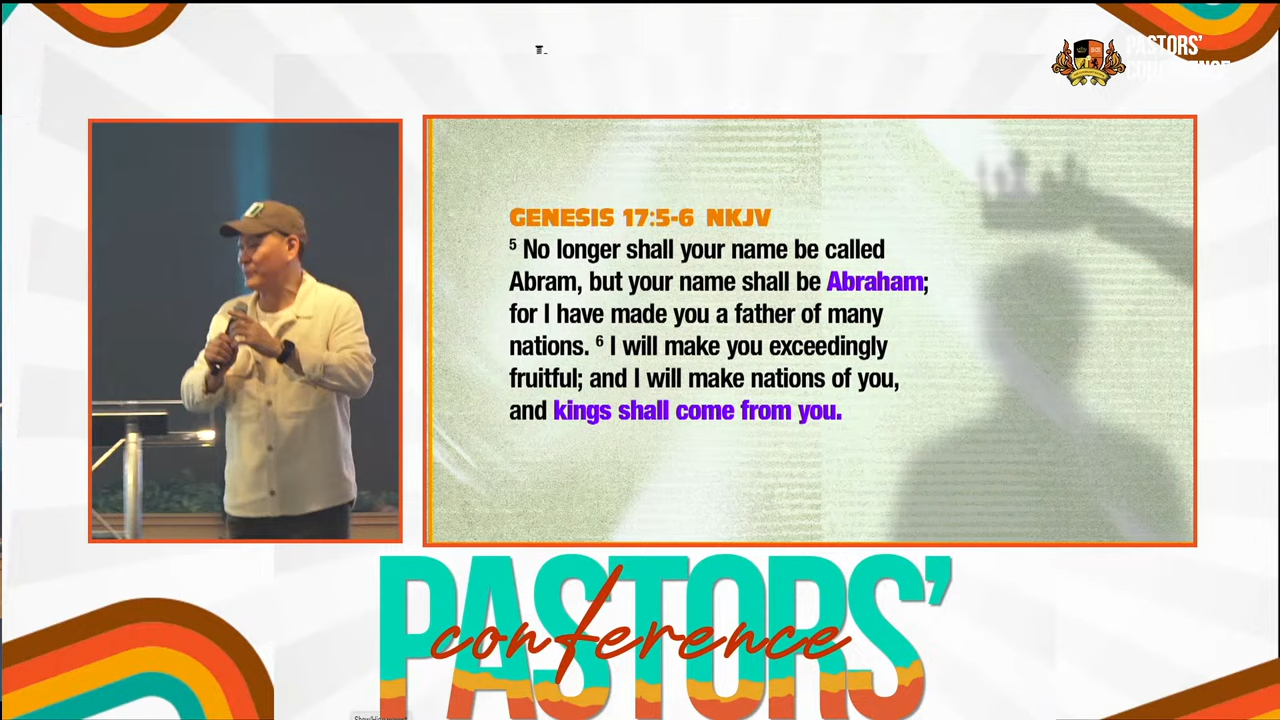 PASTORS'
CONFERENCE
GENESIS 17:5-6 NKJV
5 No longer shall your name be called
Abram, but your name shall be Abraham;
for I have made you a father of many
nations. 6 I will make you exceedingly
fruitful; and I will make nations of you,
and kings shall come from you.
PASTORS'
conference